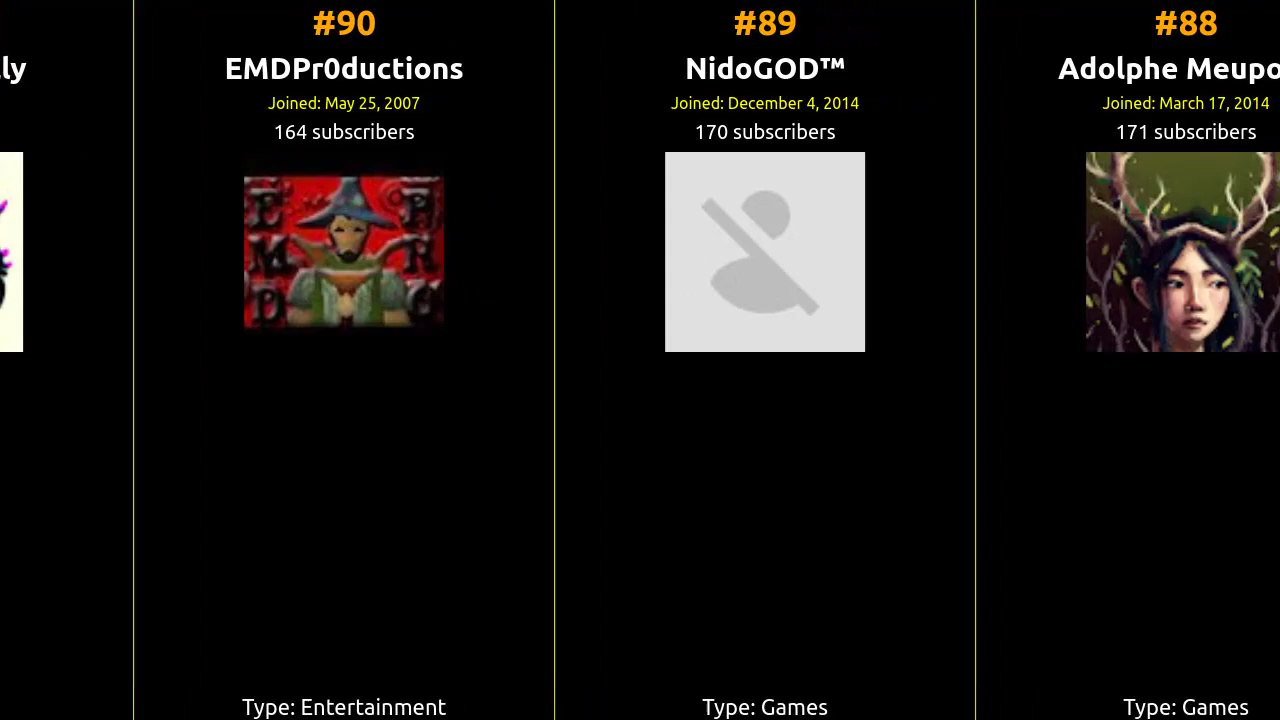 lly
#90
EMDPr0ductions
Joined: May 25, 2007
164 subscribers
E P
M R
D O
Type: Entertainment
#89
NidoGOD™
Joined: December 4, 2014
170 subscribers
Type: Games
#88
Adolphe Meupo
Joined: March 17, 2014
171 subscribers
Type: Games